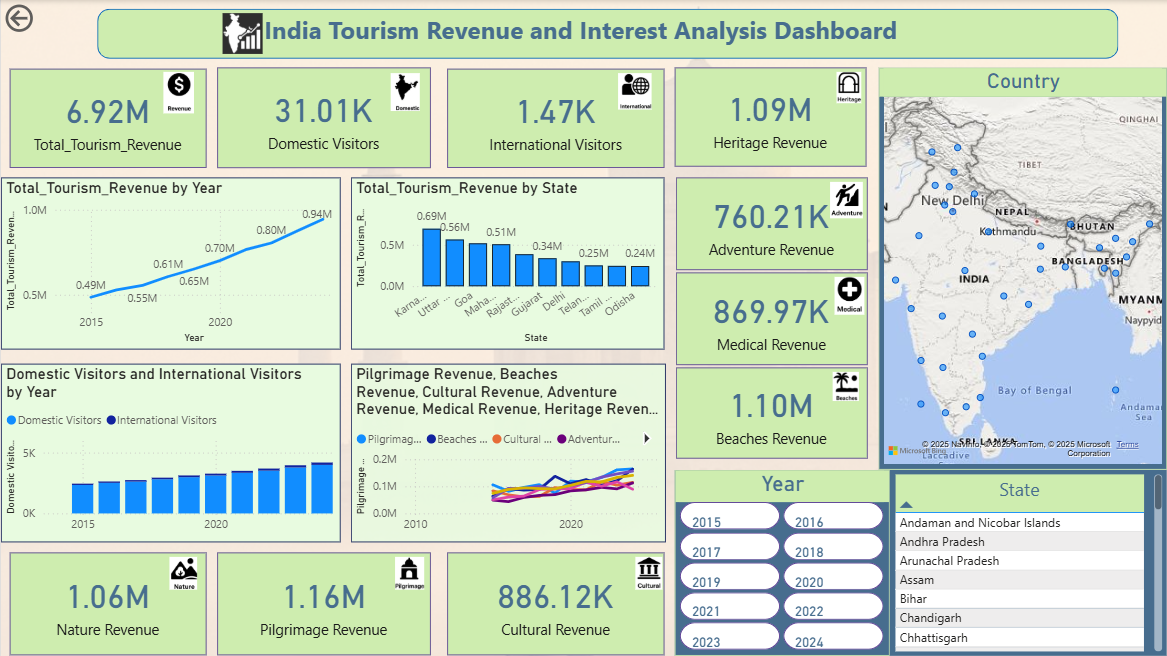 India Tourism Revenue and Interest Analysis Dashboard
6.92M
Revenue
Total_Tourism_Revenue
31.01K
Domestic
Domestic Visitors
1.47K
International
International Visitors
1.09M
Heritage
Heritage Revenue
Total_Tourism_Revenue by Year
Total_Tourism_Reven...
1.0M
0.5M
0.49M
0.55M
0.61M
0.65M
0.70M
0.80M
0.94M
2015
2020
Year
Total_Tourism_Revenue by State
Total_Tourism_R...
0.5M
0.0M
0.69M
0.56M
0.51M
0.34M
0.25M
0.24M
Karna...
Uttar ...
Goa
Maha...
Rajast...
Gujarat
Delhi
Telan...
Tamil ...
Odisha
State
760.21K
Adventure
Adventure Revenue
869.97K
Medical
Medical Revenue
1.10M
Beaches
Beaches Revenue
Domestic Visitors and International Visitors
by Year
Domestic Visitors
International Visitors
Domestic Visito...
5K
0K
2015
2020
Pilgrimage Revenue, Beaches
Revenue, Cultural Revenue, Adventure
Revenue, Medical Revenue, Heritage Reven...
Pilgrimag...
Beaches ...
Cultural ...
Adventur...
Pilgrimage ...
0.2M
0.1M
0.0M
2010
2020
1.06M
Nature
Nature Revenue
1.16M
Pilgrimage
Pilgrimage Revenue
886.12K
Cultural
Cultural Revenue
Country
QINGHAI
TIBET
New Delhi
NEPAL
Kathmandu
BHUTAN
BANGLADESH
INDIA
MYANM
Naypyid
Bay of Bengal
Andaman
Sea
SRI LANKA
Laccadive
Microsoft Bing
© 2025 NavInfo, © 2025 TomTom, © 2025 Microsoft Corporation
Terms
Year
2015
2016
2017
2018
2019
2020
2021
2022
2023
2024
State
Andaman and Nicobar Islands
Andhra Pradesh
Arunachal Pradesh
Assam
Bihar
Chandigarh
Chhattisgarh